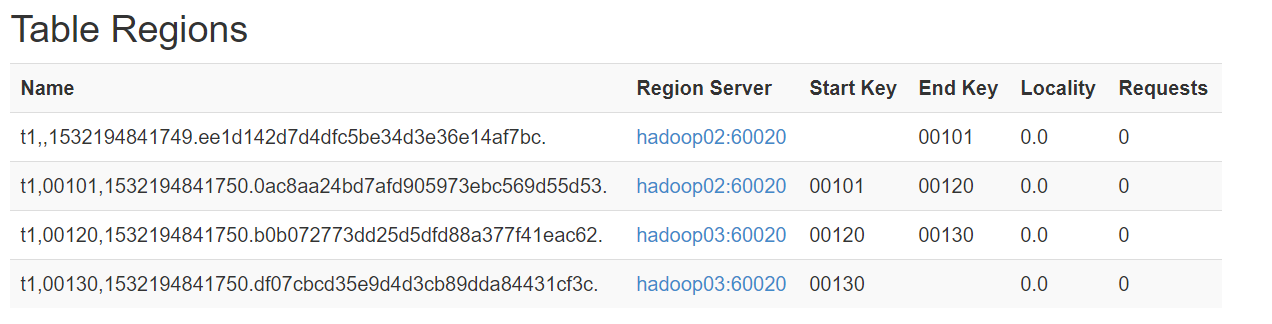 Table Regions
Name Region Server Start Key End Key Locality Requests
t1,,1532194841749.ee1d142d7d4dfc5be34d3e36e14af7bc. hadoop02:60020 00101 0.0 0
t1,00101,1532194841750.0ac8aa24bd7afd905973ebc569d55d53. hadoop02:60020 00101 00120 0.0 0
t1,00120,1532194841750.b0b072773dd25d5dfd88a377f41eac62. hadoop03:60020 00120 00130 0.0 0
t1,00130,1532194841750.df07cbcd35e9d4d3cb89dda84431cf3c. hadoop03:60020 00130 0.0 0